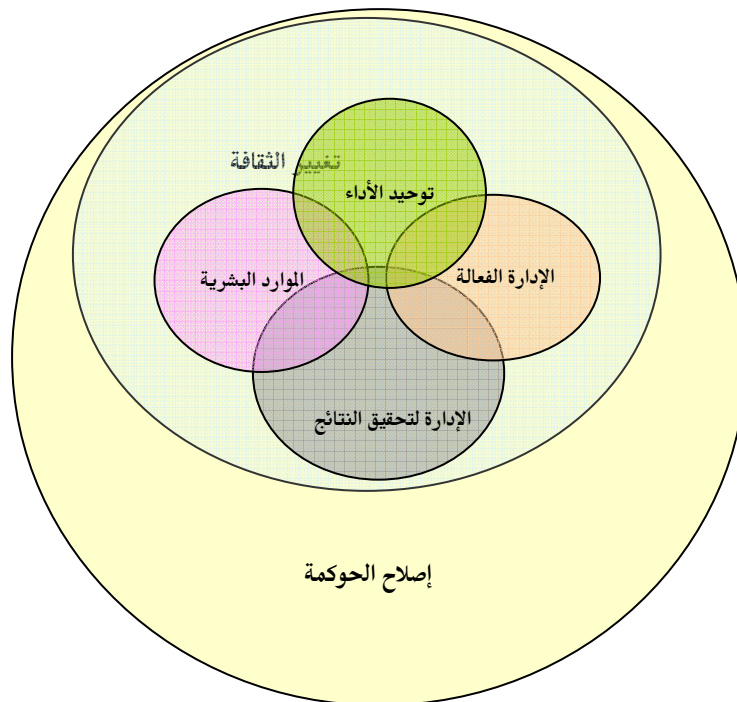 تغيير الثقافة
توحيد الأداء
الموارد البشرية
الإدارة الفعالة
الإدارة لتحقيق النتائج
إصلاح الحوكمة